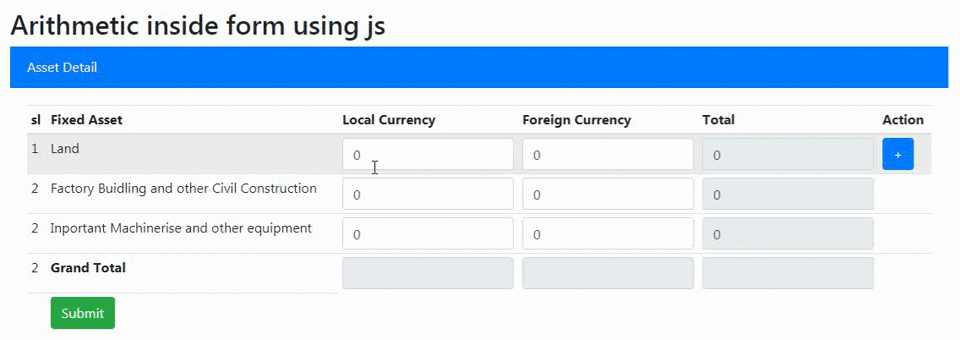 Arithmetic inside form using js
Asset Detail
sl Fixed Asset Local Currency Foreign Currency Total Action
1 Land 0 0 0 +
2 Factory Buidling and other Civil Construction 0 0 0
2 Inportant Machinerise and other equipment 0 0 0
2 Grand Total
Submit